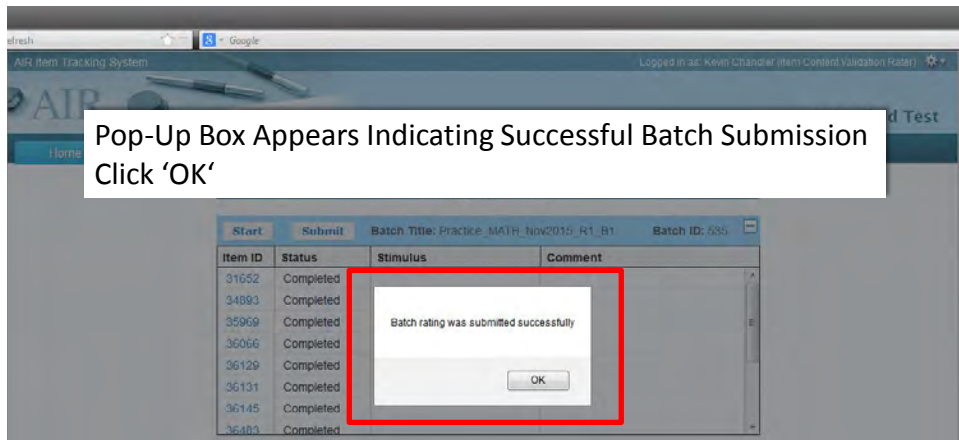 efresh
Google
AIR Item Tracking System
Logged in as: Kevin Chandler (Item Content Validation Rater)
AIR
d Test
Pop-Up Box Appears Indicating Successful Batch Submission
Click ‘OK‘
Home
Start Submit Batch Title: Practice_MATH_Nov2015_R1_B1 Batch ID: 535
Item ID Status Stimulus Comment
31652 Completed
34893 Completed
35969 Completed
36066 Completed
36129 Completed
36131 Completed
36145 Completed
36483 Completed
Batch rating was submitted successfully
OK